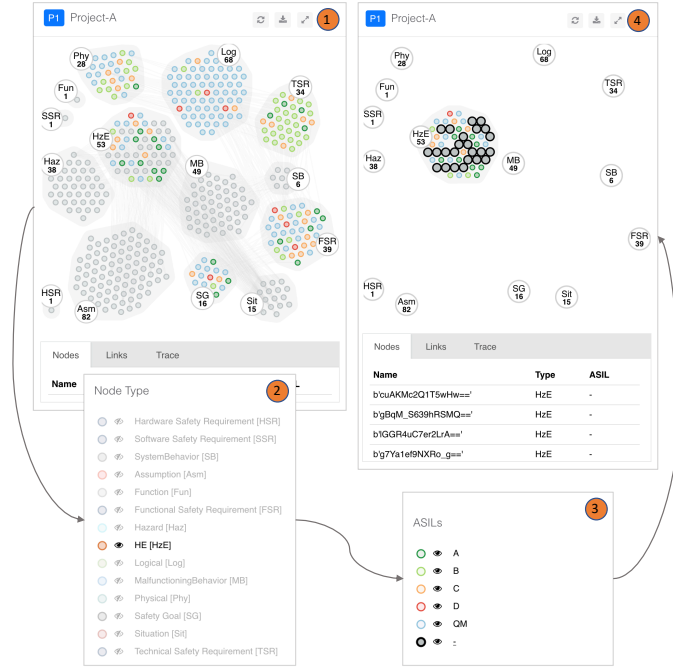 P1 Project-A
1
Phy
28
Log
68
Fun
1
TSR
34
SSR
1
HzE
53
Haz
38
MB
49
SB
6
FSR
39
SG
16
HSR
1
Asm
82
Sit
15
Nodes Links Trace
Name
Node Type
2
Hardware Safety Requirement [HSR]
Software Safety Requirement [SSR]
SystemBehavior [SB]
Assumption [Asm]
Function [Fun]
Functional Safety Requirement [FSR]
Hazard [Haz]
HE [HzE]
Logical [Log]
MalfunctioningBehavior [MB]
Physical [Phy]
Safety Goal [SG]
Situation [Sit]
Technical Safety Requirement [TSR]
P1 Project-A
4
Phy
28
Log
68
Fun
1
TSR
34
SSR
1
HzE
53
Haz
38
MB
49
SB
6
FSR
39
HSR
1
Asm
82
SG
16
Sit
15
Nodes Links Trace
Name Type ASIL
b'cuAKMc2Q1T5wHw==' HzE -
b'gBqM_S639hRSMQ==' HzE -
b'lGGR4uC7er2LrA==' HzE -
b'g7Ya1ef9NXRo_g==' HzE -
3
ASILs
A
B
C
D
QM
-